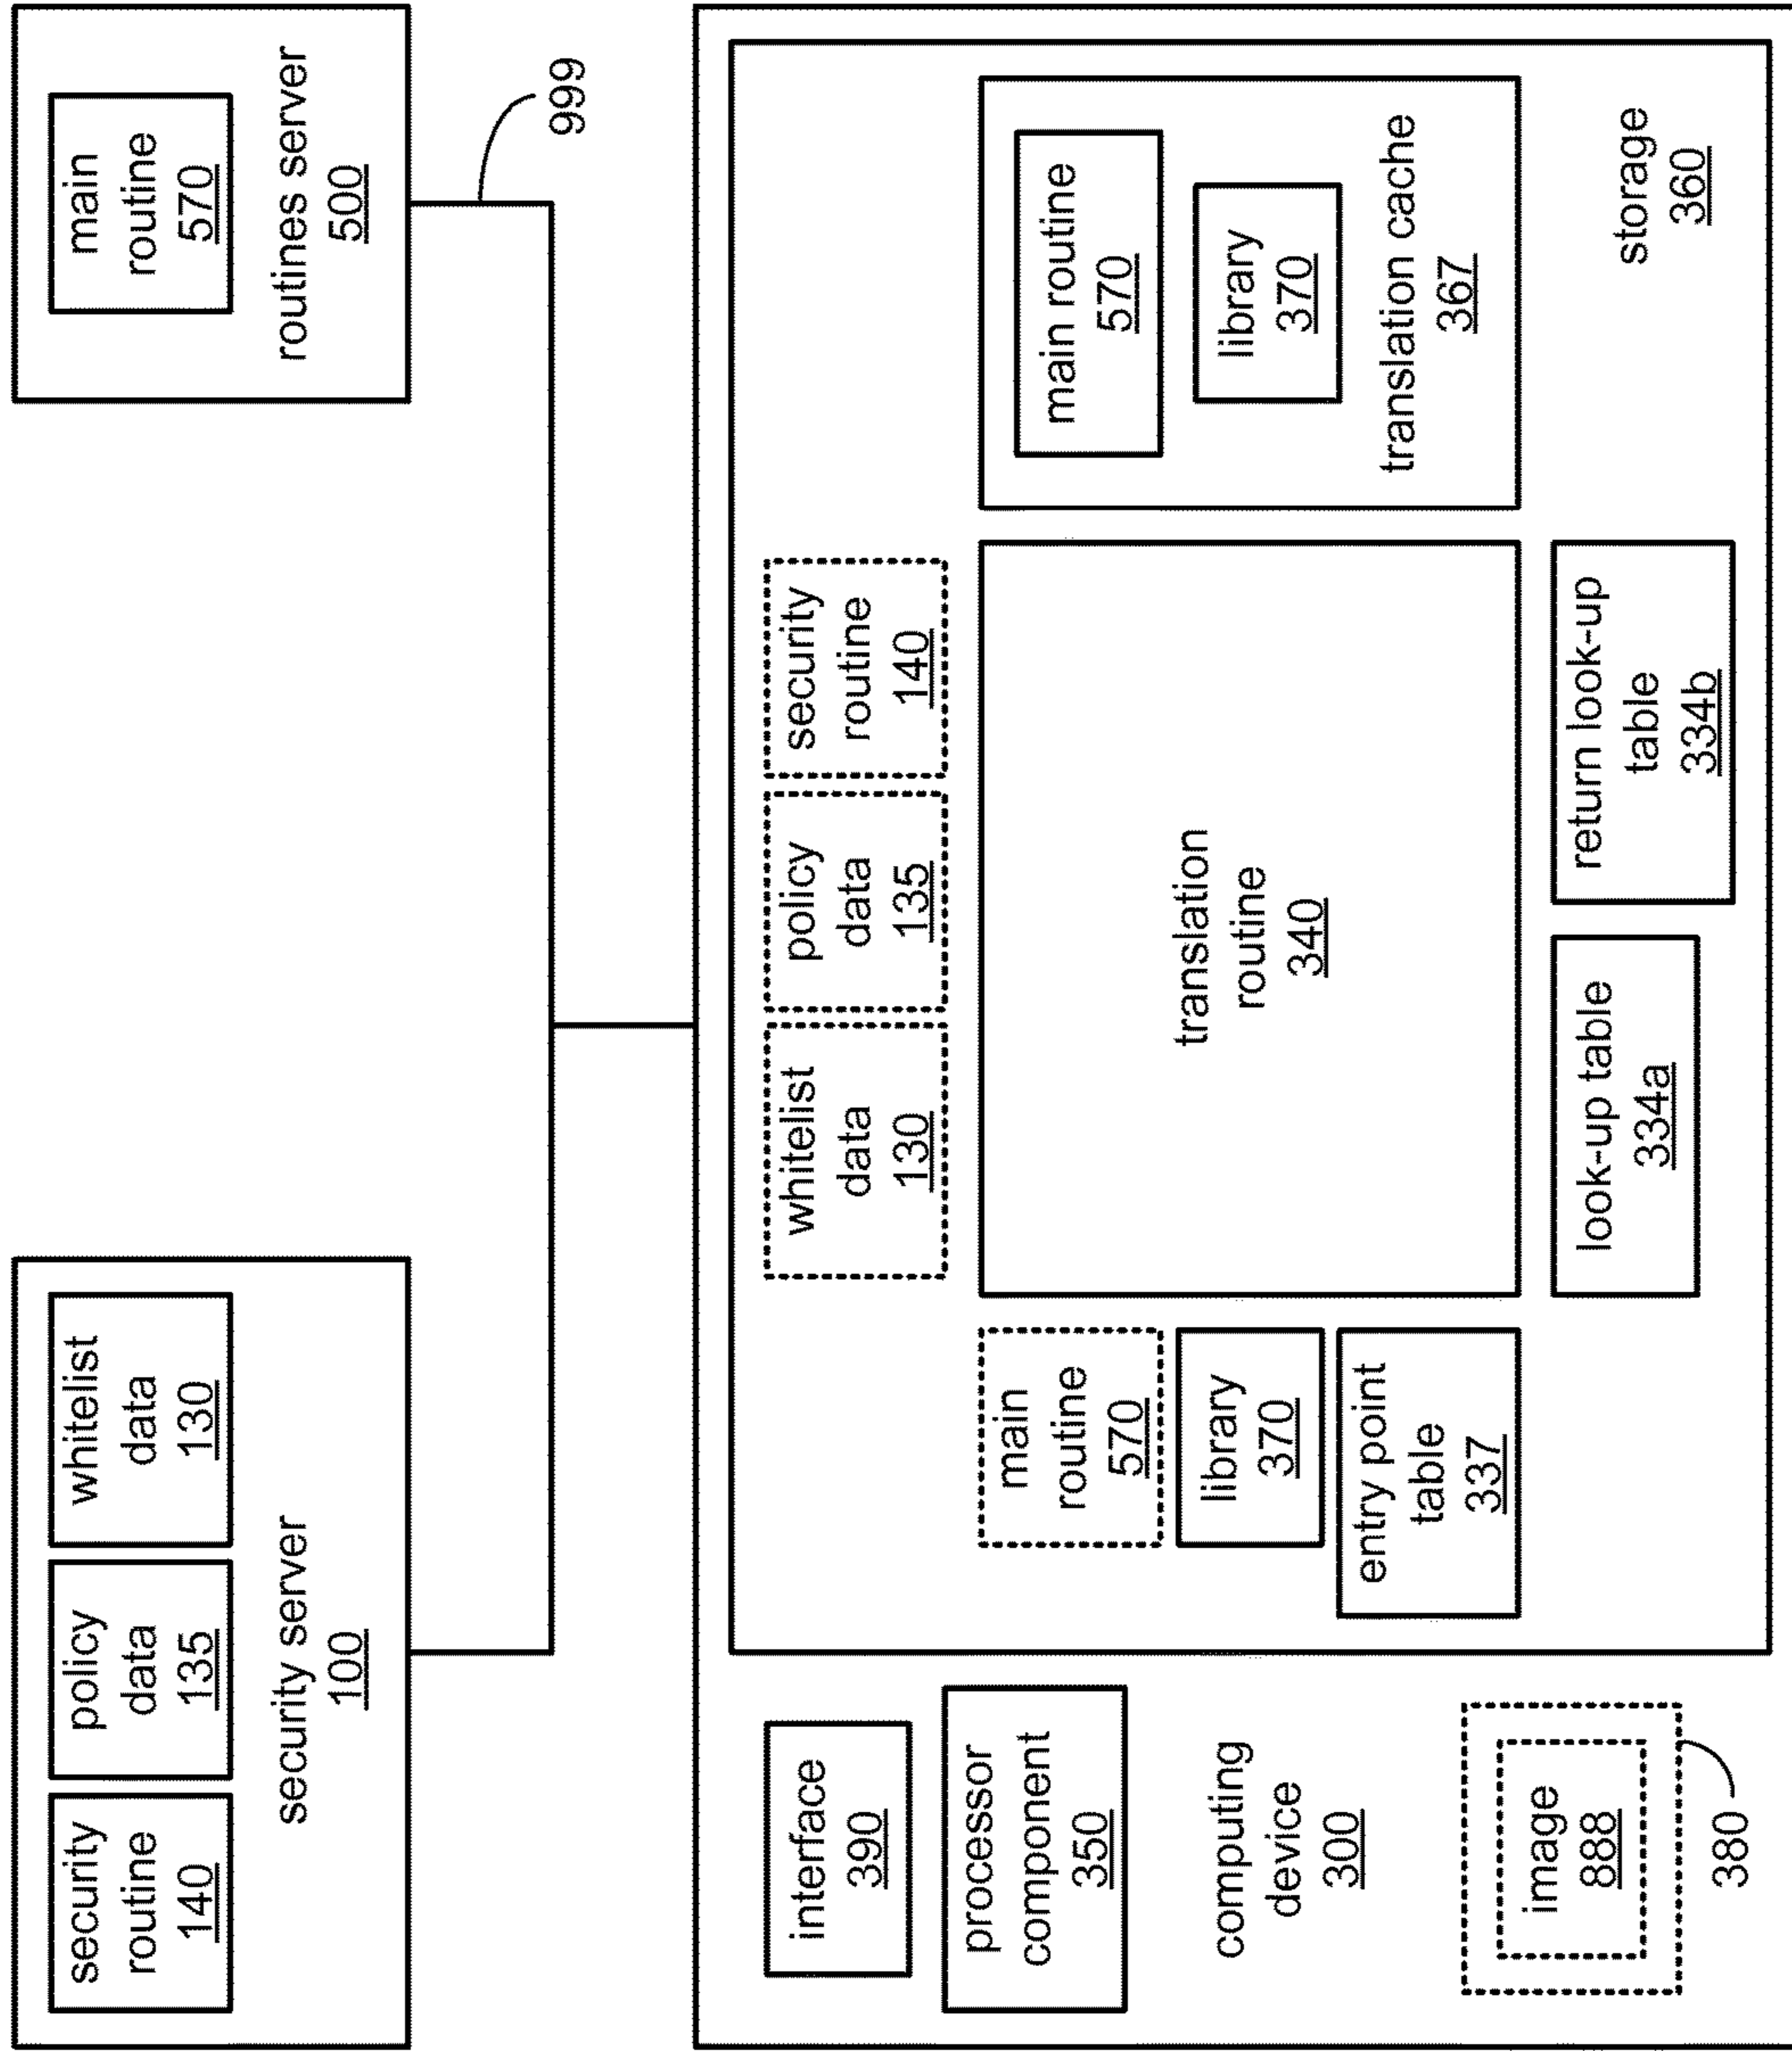 security
routine
140
policy
data
135
whitelist
data
130
security server
100
main
routine
570
routines server
500
999
interface
390
processor
component
350
computing
device
300
image
888
380
whitelist
data
130
policy
data
135
security
routine
140
main
routine
570
library
370
entry point
table
337
translation
routine
340
main routine
570
library
370
translation cache
367
look-up table
334a
return look-up
table
334b
storage
360